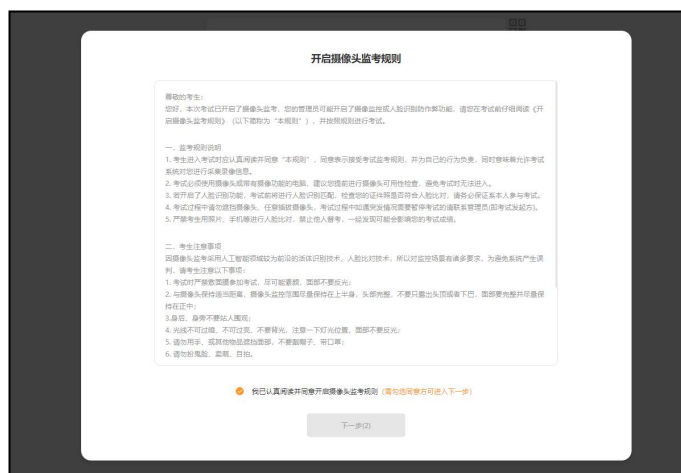 开启摄像头监考规则
尊敬的考生：
您好，本次考试已开启了摄像头监考，您的管理员可能开启了摄像监控或人脸识别防作弊功能，请您在考试前仔细阅读《开
启摄像头监考规则》（以下简称为“本规则”），并按照规则进行考试。
一、监考规则说明
1. 考生进入考试时应认真阅读并同意“本规则”，同意表示接受考试监考规则，并为自己的行为负责，同时意味着允许考试
系统对您进行采集录像信息。
2. 考试必须使用摄像头或带有摄像功能的电脑，建议您提前进行摄像头可用性检查，避免考试时无法进入。
3. 若开启了人脸识别功能，考试前将进行人脸识别匹配，检查您的证件照是否符合人脸比对，请务必保证系本人参与考试。
4. 考试过程中请勿遮挡摄像头、任意插拔摄像头，考试过程中如遇突发情况需要暂停考试的请联系管理员(即考试发起方)。
5. 严禁考生用照片、手机等进行人脸比对，禁止他人替考，一经发现可能会影响您的考试成绩。
二、考生注意事项
因摄像头监考采用人工智能领域较为前沿的活体识别技术、人脸比对技术，所以对监控场景有诸多要求，为避免系统产生误
判，请考生注意以下事项：
1. 考试时严禁敷面膜参加考试，尽可能素颜，面部不要反光；
2. 与摄像头保持适当距离，摄像头监控范围尽量保持在上半身，头部完整，不要只露出头顶或者下巴，面部要完整并尽量保
持在正中；
3.身后、身旁不要站人围观；
4. 光线不可过暗、不可过亮、不要背光，注意一下灯光位置，面部不要反光；
5. 请勿用手、或其他物品遮挡面部，不要戴帽子、带口罩；
6. 请勿扮鬼脸、卖萌、自拍。
我已认真阅读并同意开启摄像头监考规则（需勾选同意方可进入下一步）
下一步(2)